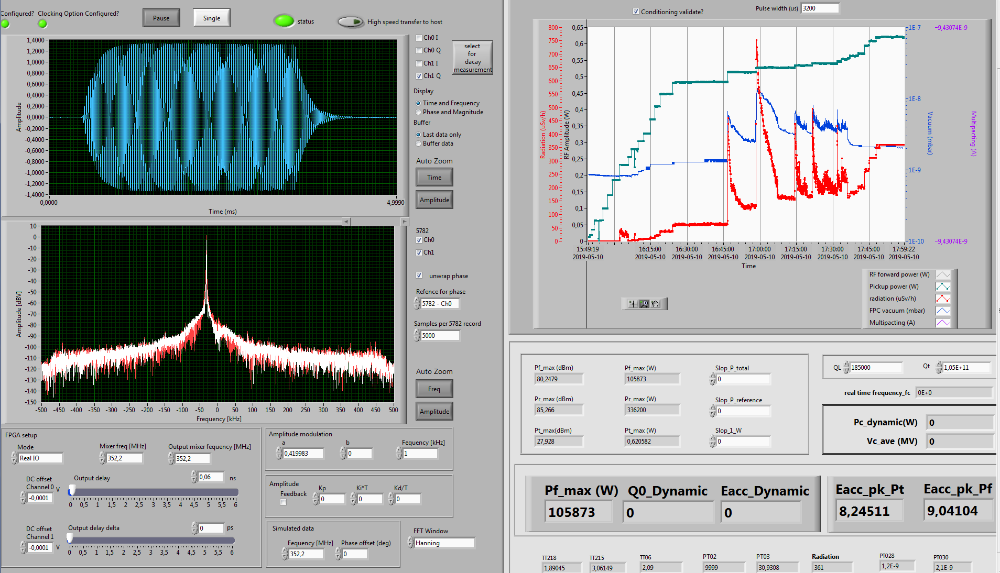 Configured? Clocking Option Configured?
Pause
Single
status
High speed transfer to host
1,4000
1,2000
1,0000
0,8000
0,6000
0,4000
0,2000
0,0000
-0,2000
-0,4000
-0,6000
-0,8000
-1,0000
-1,2000
-1,4000
Amplitude
0,0000
4,9990
Time (ms)
Ch0 I
Ch0 Q
Ch1 I
Ch1 Q
select
for
dacay
measurement
Display
Time and Frequency
Phase and Magnitude
Buffer
Last data only
Buffer data
Auto Zoom
Time
Amplitude
10
0
-10
-20
-30
-40
-50
-60
-70
-80
-90
-100
-110
-120
-130
-140
-150
Amplitude [dBV]
-500 -450 -400 -350 -300 -250 -200 -150 -100 -50 0 50 100 150 200 250 300 350 400 450 500
Frequency [kHz]
5782
Ch0
Ch1
unwrap phase
Refence for phase
5782 - Ch0
Samples per 5782 record
5000
Auto Zoom
Freq
Amplitude
FPGA setup
Mode
Real IO
Mixer freq [MHz]
352,2
Output mixer frequency [MHz]
352,2
DC offset
Channel 0
-0,0001
V
Output delay
0,06
ns
0 0,5 1 1,5 2 2,5 3 3,5 4 4,5 5 5,5 6
DC offset
Channel 1
-0,0001
V
Output delay delta
0
ps
0 0,5 1 1,5 2 2,5 3 3,5 4 4,5 5 5,5 6
Amplitude modulation
a
0,419983
b
0
Frequency [kHz]
1
Amplitude
Feedback
Kp
0
Ki*T
0
Kd/T
0
Simulated data
Fequency [MHz]
352,2
Phase offset (deg)
0
FFT Window
Hanning
Conditioning validate?
Pulse width (us)
3200
800
750
700
650
600
550
500
450
400
350
300
250
200
150
100
50
0
Radiation (uSv/h)
0,65
0,6
0,55
0,5
0,45
0,4
0,35
0,3
0,25
0,2
0,15
0,1
0,05
0
RF Amplitude (W)
1E-7
1E-8
1E-9
1E-10
Vacuum (mbar)
-9,43074E-9
-9,43074E-9
Multipacting (A)
15:49:19 16:15:00 16:30:00 16:45:00 17:00:00 17:15:00 17:30:00 17:45:00 17:59:22
2019-05-10 2019-05-10 2019-05-10 2019-05-10 2019-05-10 2019-05-10 2019-05-10 2019-05-10 2019-05-10
Time
RF forward power (W)
Pickup power (W)
radiation (uSv/h)
FPC vacuum (mbar)
Multipacting (A)
Pf_max (dBm)
80,2479
Pf_max (W)
105873
Slop_P_total
0
Pr_max (dBm)
85,266
Pr_max (W)
336200
Slop_P_reference
0
Pt_max(dBm)
27,928
Pt_max (W)
0,620582
Slop_1_W
0
QL
185000
Qt
1,05E+11
real time frequency_fc
0E+0
Pc_dynamic(W)
0
Vc_ave (MV)
0
Pf_max (W)
105873
Q0_Dynamic
0
Eacc_Dynamic
0
Eacc_pk_Pt
8,24511
Eacc_pk_Pf
9,04104
TT218
1,89045
TT215
3,06149
TT06
2,09
PT02
9999
PT03
30,9308
Radiation
361
PT028
1,2E-9
PT030
2,1E-9